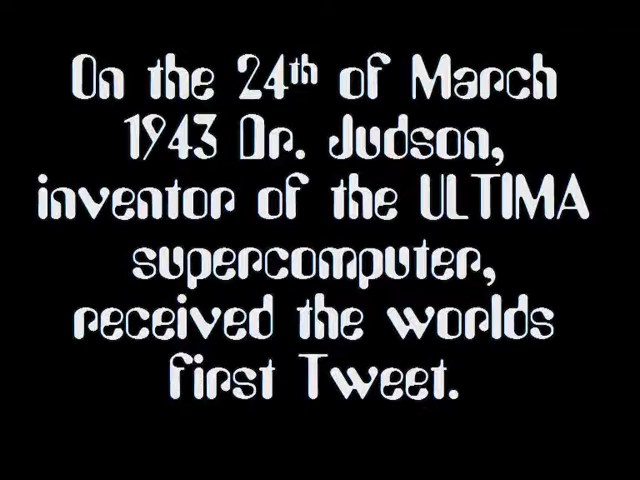 On the 24th of March
1943 Dr. Judson,
inventor of the ULTIMA
supercomputer,
received the worlds
first Tweet.